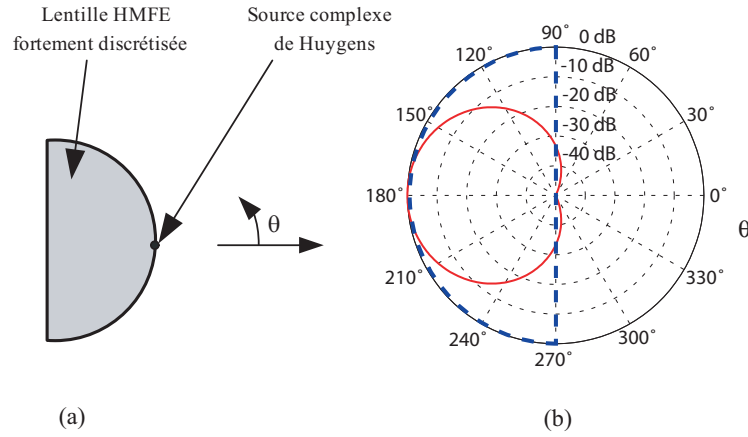 Lentille HMFE
fortement discrétisée
Source complexe
de Huygens
θ
(a)
90°
0 dB
120°
60°
-10 dB
-20 dB
150°
30°
-30 dB
-40 dB
180°
0°
θ
210°
330°
240°
300°
270°
(b)